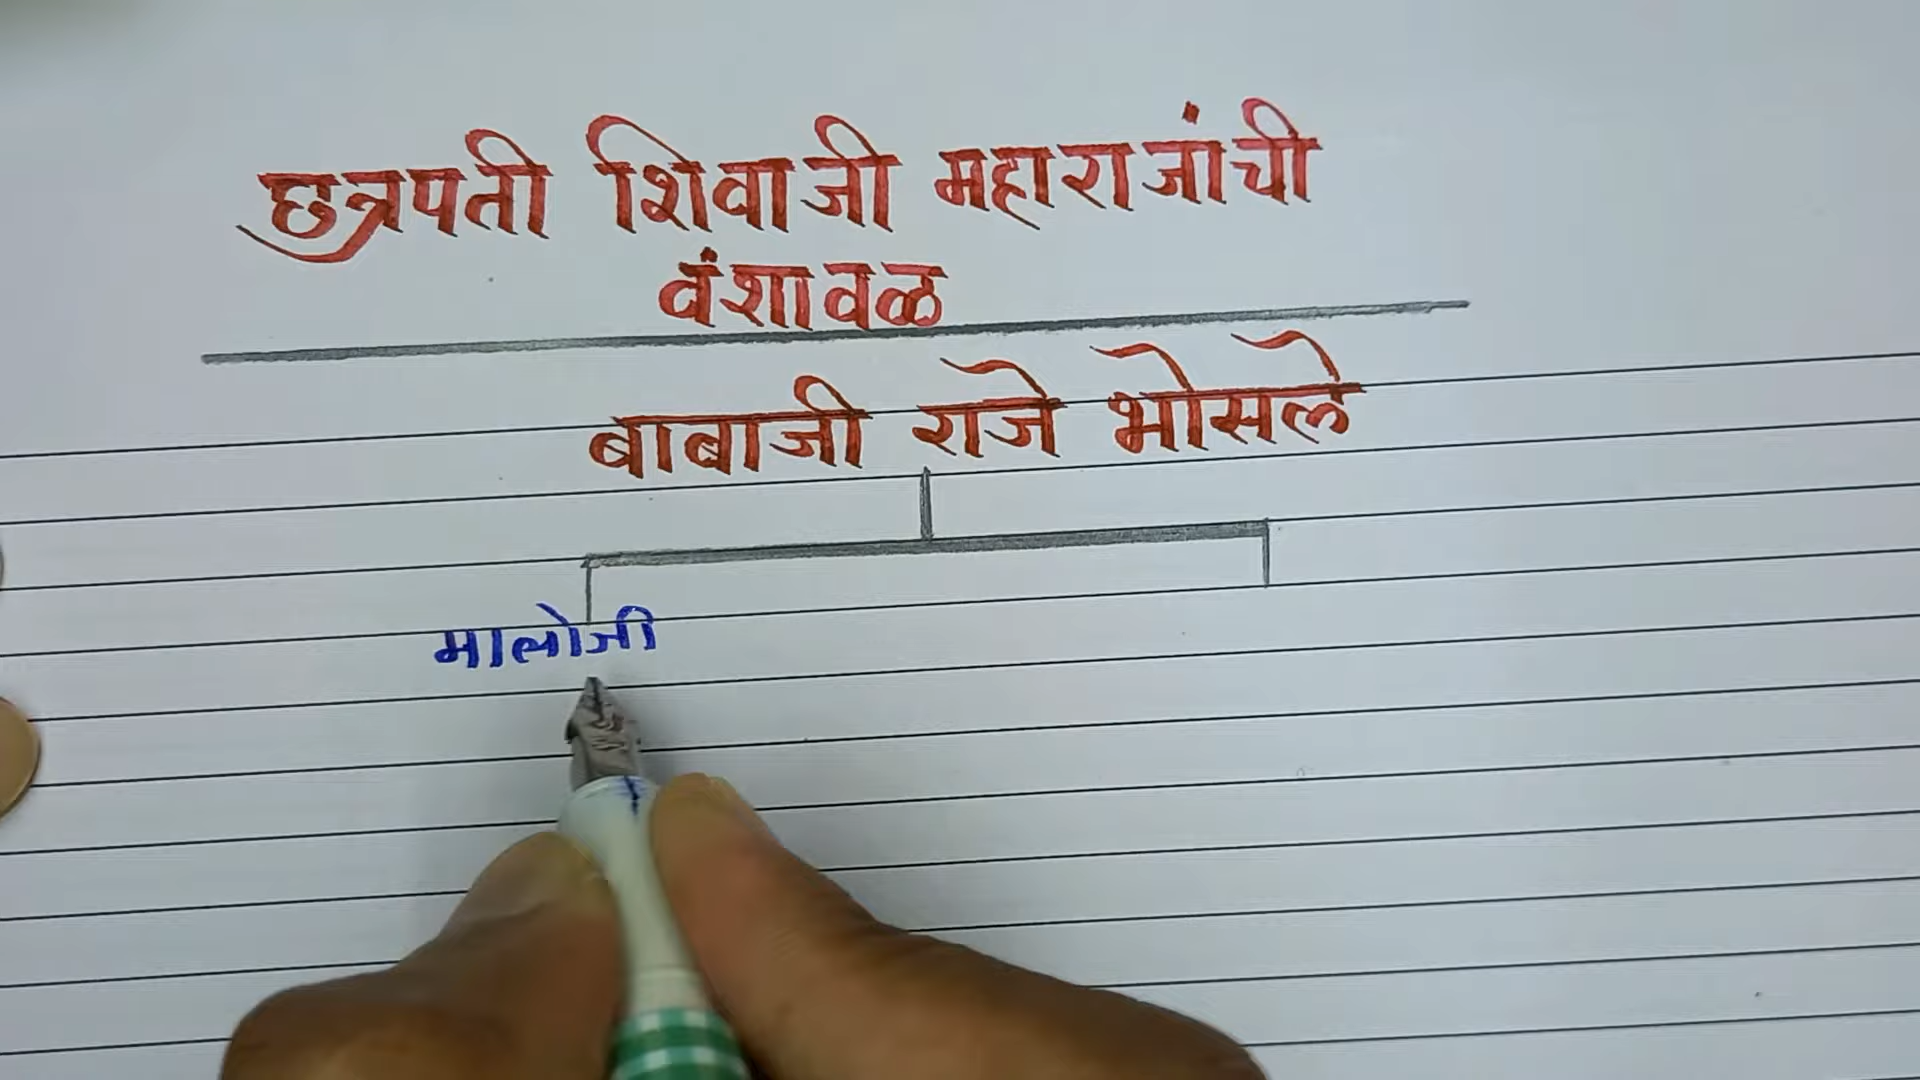 छत्रपती शिवाजी महाराजांची
वंशावळ
बाबाजी राजे भोसले
मालोजी